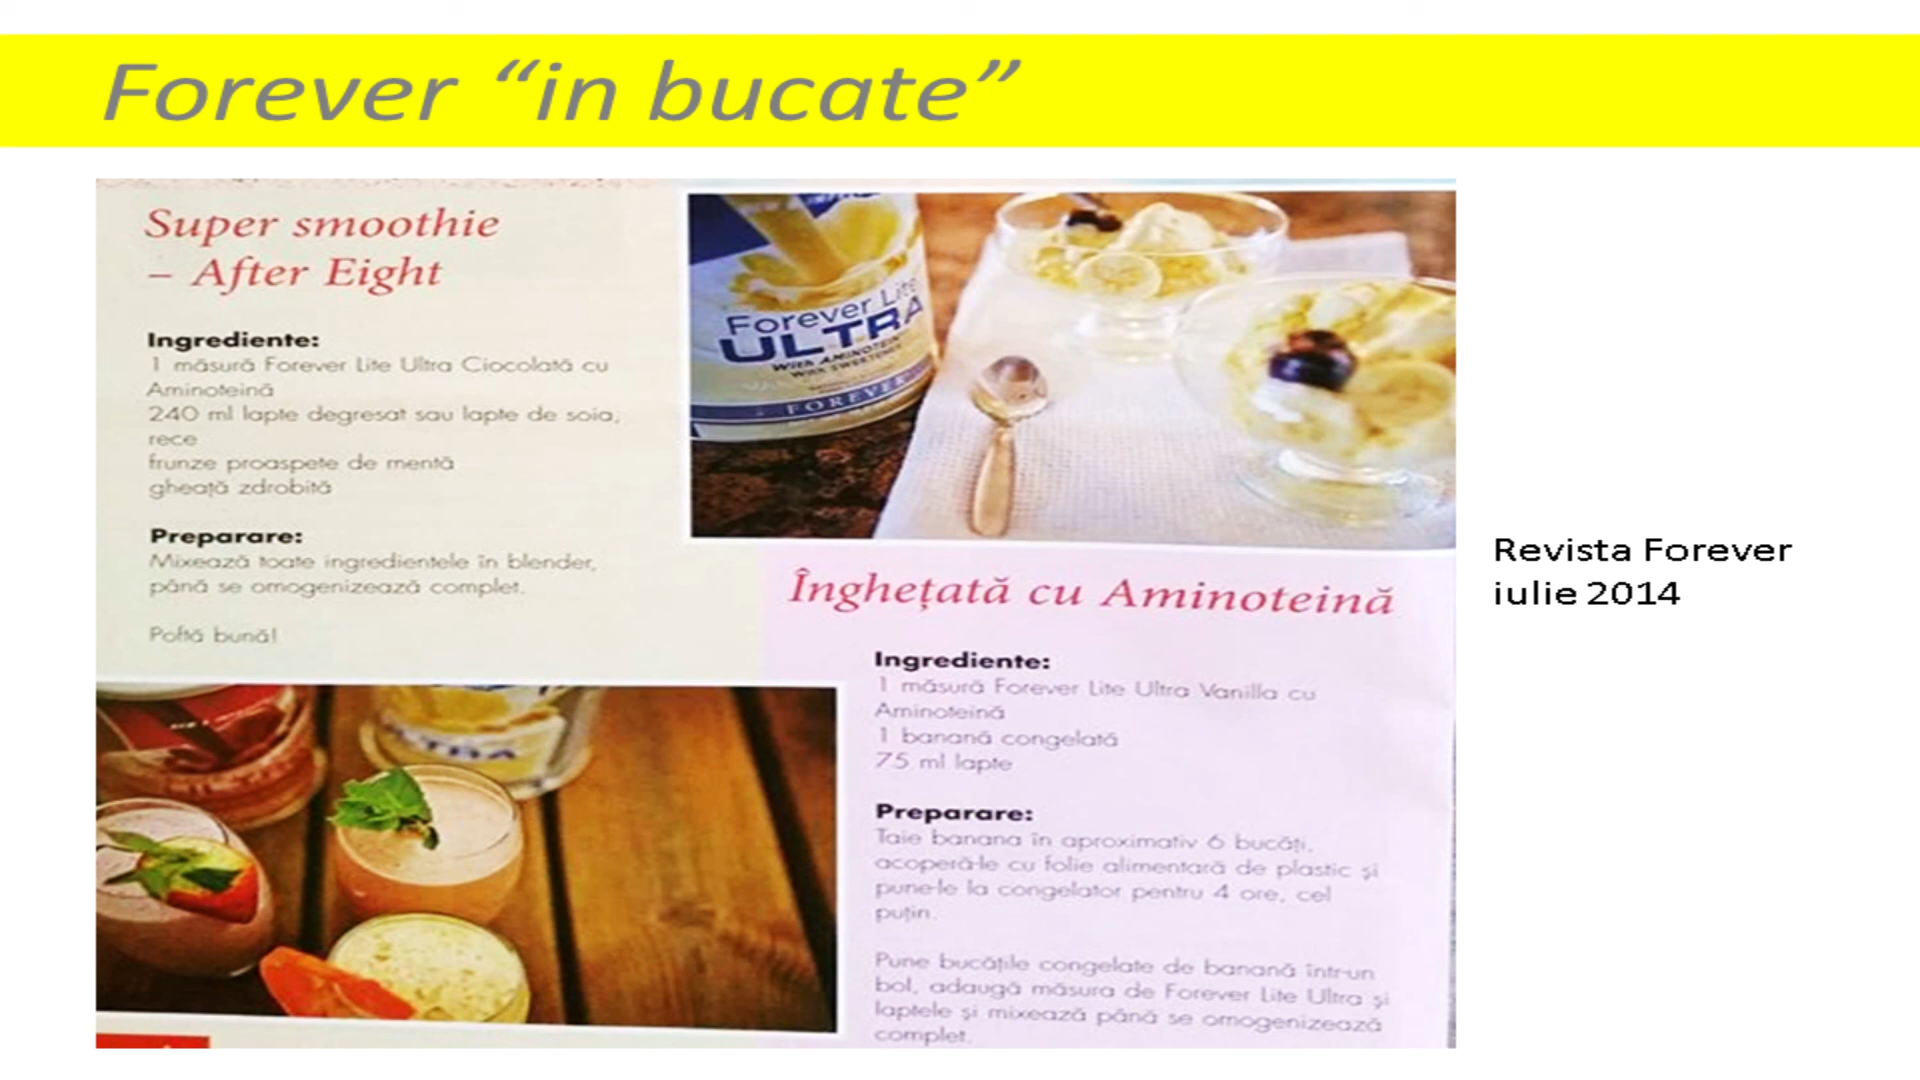 Forever “in bucate”
Super smoothie
– After Eight
Ingrediente:
1 măsură Forever Lite Ultra Ciocolată cu
Aminoteină
240 ml lapte degresat sau lapte de soia,
rece
frunze proaspete de mentă
gheață zdrobită
Preparare:
Mixează toate ingredientele în blender,
până se omogenizează complet.
Poftă bună!
Forever Lite
ULTRA
WITH AMINOTEIN
WITH SWEETENER
FOREVER
Înghețată cu Aminoteină
Ingrediente:
1 măsură Forever Lite Ultra Vanilla cu
Aminoteină
1 banană congelată
75 ml lapte
Preparare:
Taie banana în aproximativ 6 bucăți,
acoperă-le cu folie alimentară de plastic și
pune-le la congelator pentru 4 ore, cel
puțin.
Pune bucățile congelate de banană într-un
bol, adaugă măsura de Forever Lite Ultra și
laptele și mixează până se omogenizează
complet.
Revista Forever
iulie 2014